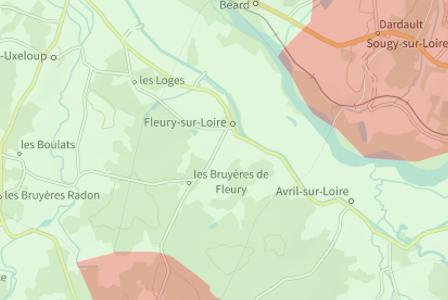 Béard
Dardault
Sougy-sur-Loire
-Uxeloup
les Loges
Fleury-sur-Loire
les Boulats
les Bruyères de
Fleury
les Bruyères Radon
Avril-sur-Loire